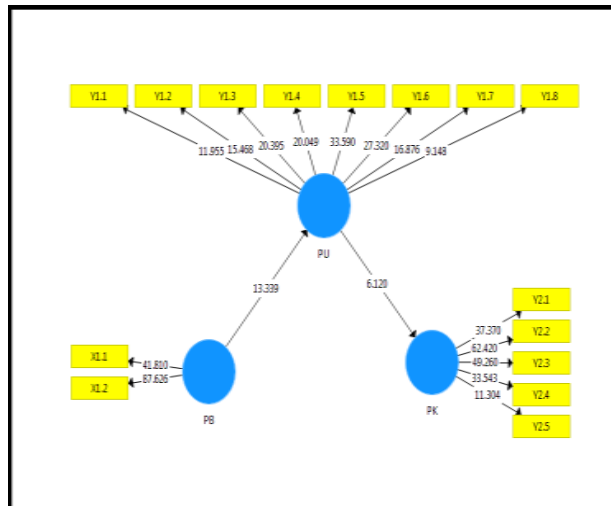 Y1.1 Y1.2 Y1.3 Y1.4 Y1.5 Y1.6 Y1.7 Y1.8
11.955 15.468 20.395 20.049 33.590 27.320 16.876 9.148
PU
13.339 6.120
X1.1 41.810
X1.2 87.626
PB
37.370 Y2.1
62.420 Y2.2
49.260 Y2.3
33.543 Y2.4
11.304 Y2.5
PK